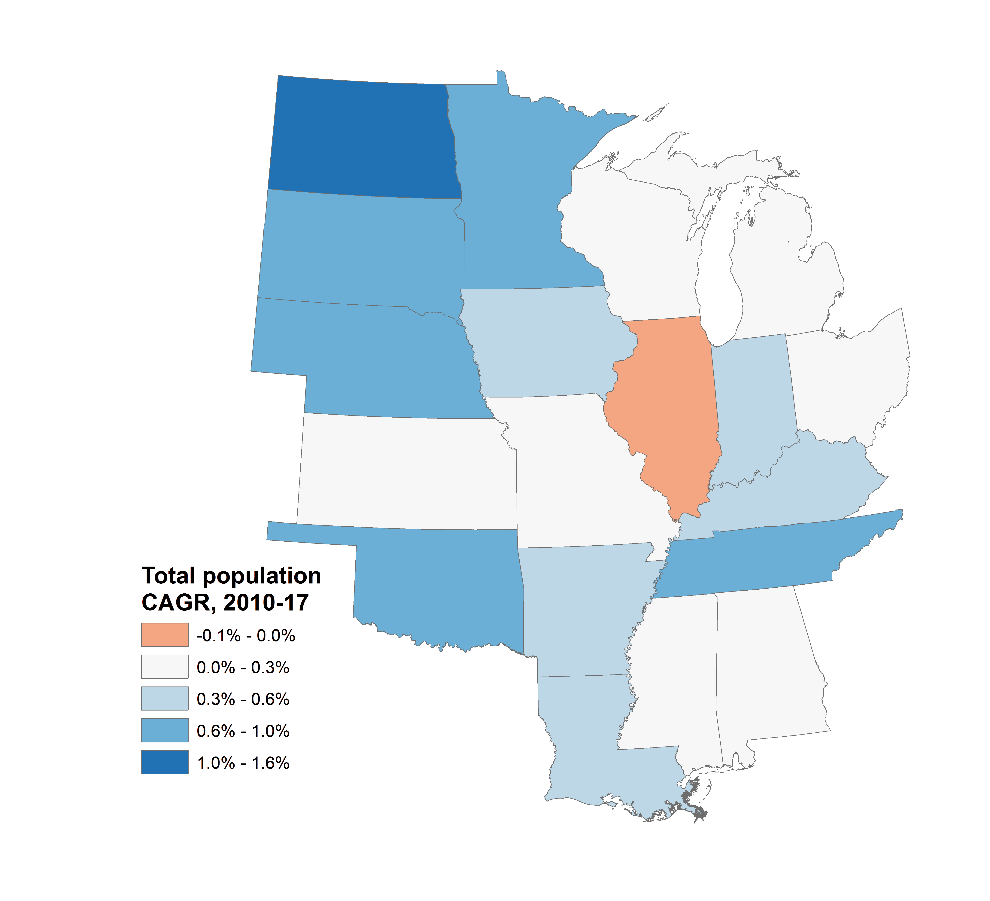 Total population
CAGR, 2010-17
-0.1% - 0.0%
0.0% - 0.3%
0.3% - 0.6%
0.6% - 1.0%
1.0% - 1.6%